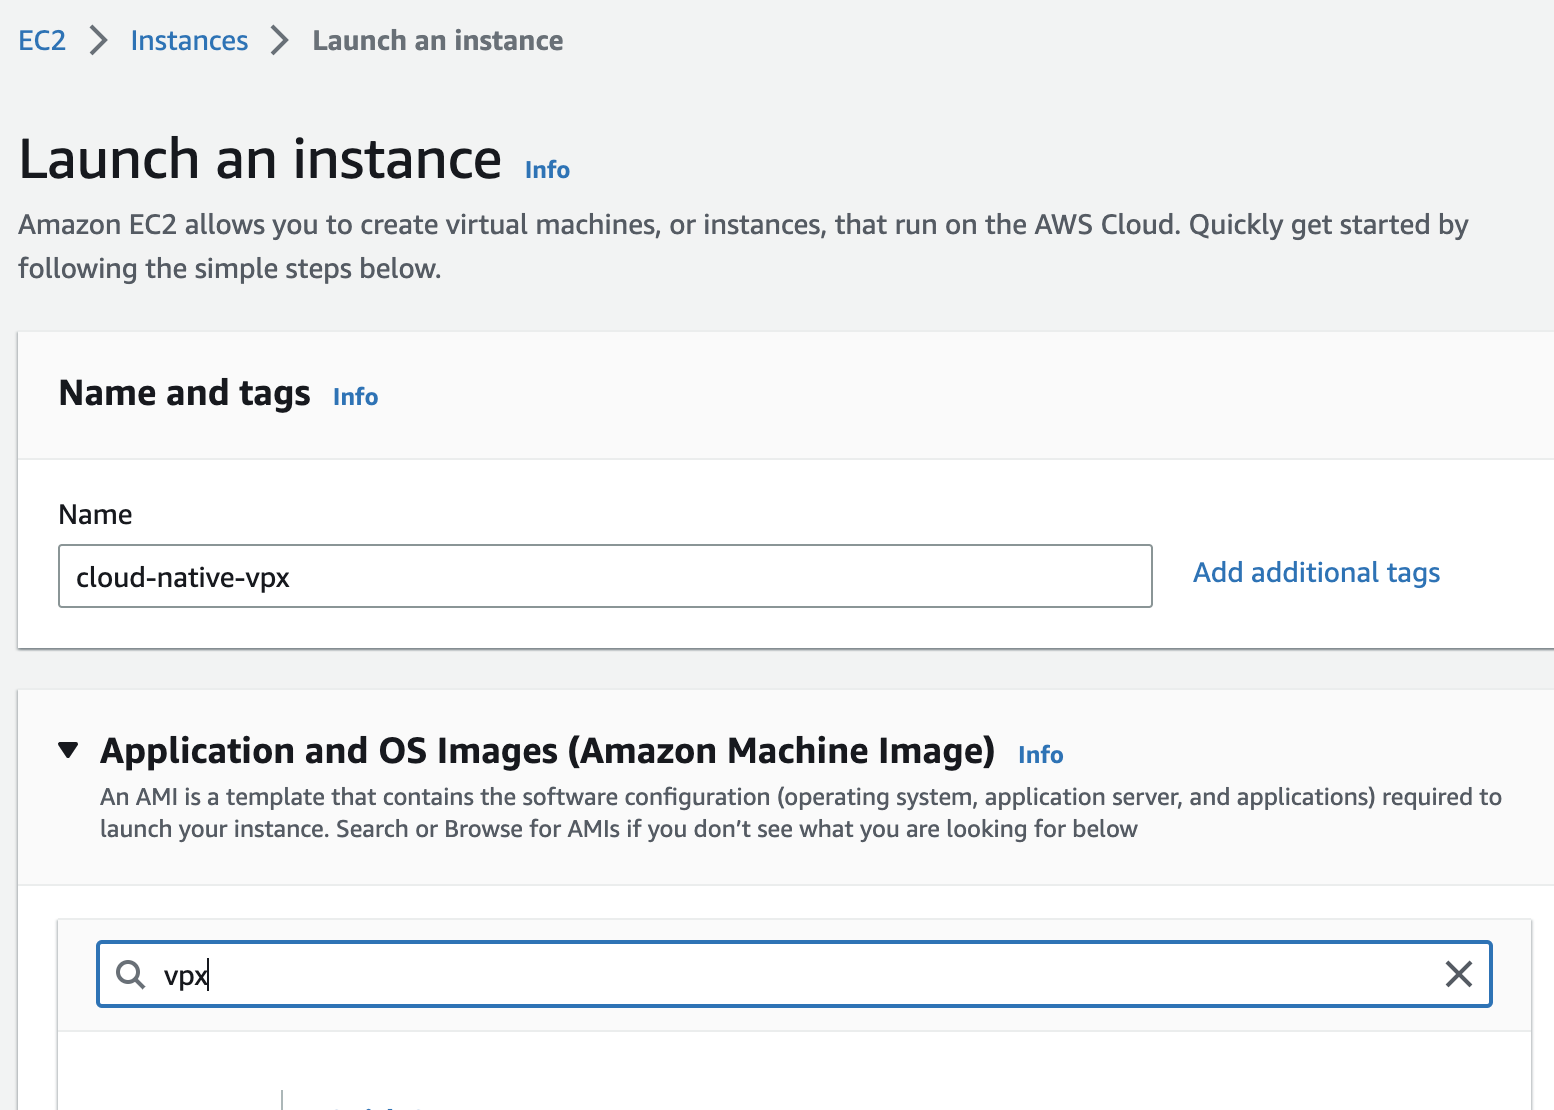 EC2 Instances Launch an instance
Launch an instance Info
Amazon EC2 allows you to create virtual machines, or instances, that run on the AWS Cloud. Quickly get started by
following the simple steps below.
Name and tags Info
Name
cloud-native-vpx Add additional tags
Application and OS Images (Amazon Machine Image) Info
An AMI is a template that contains the software configuration (operating system, application server, and applications) required to
launch your instance. Search or Browse for AMIs if you don’t see what you are looking for below
vpx